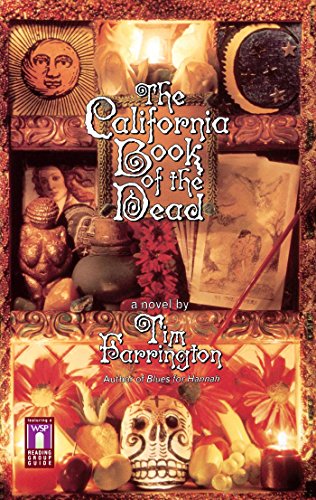 The
California
Book
of the
Dead
a novel by
Tim
Farrington
Author of Blues for Hannah
featuring a
WSP
READING
GROUP
GUIDE